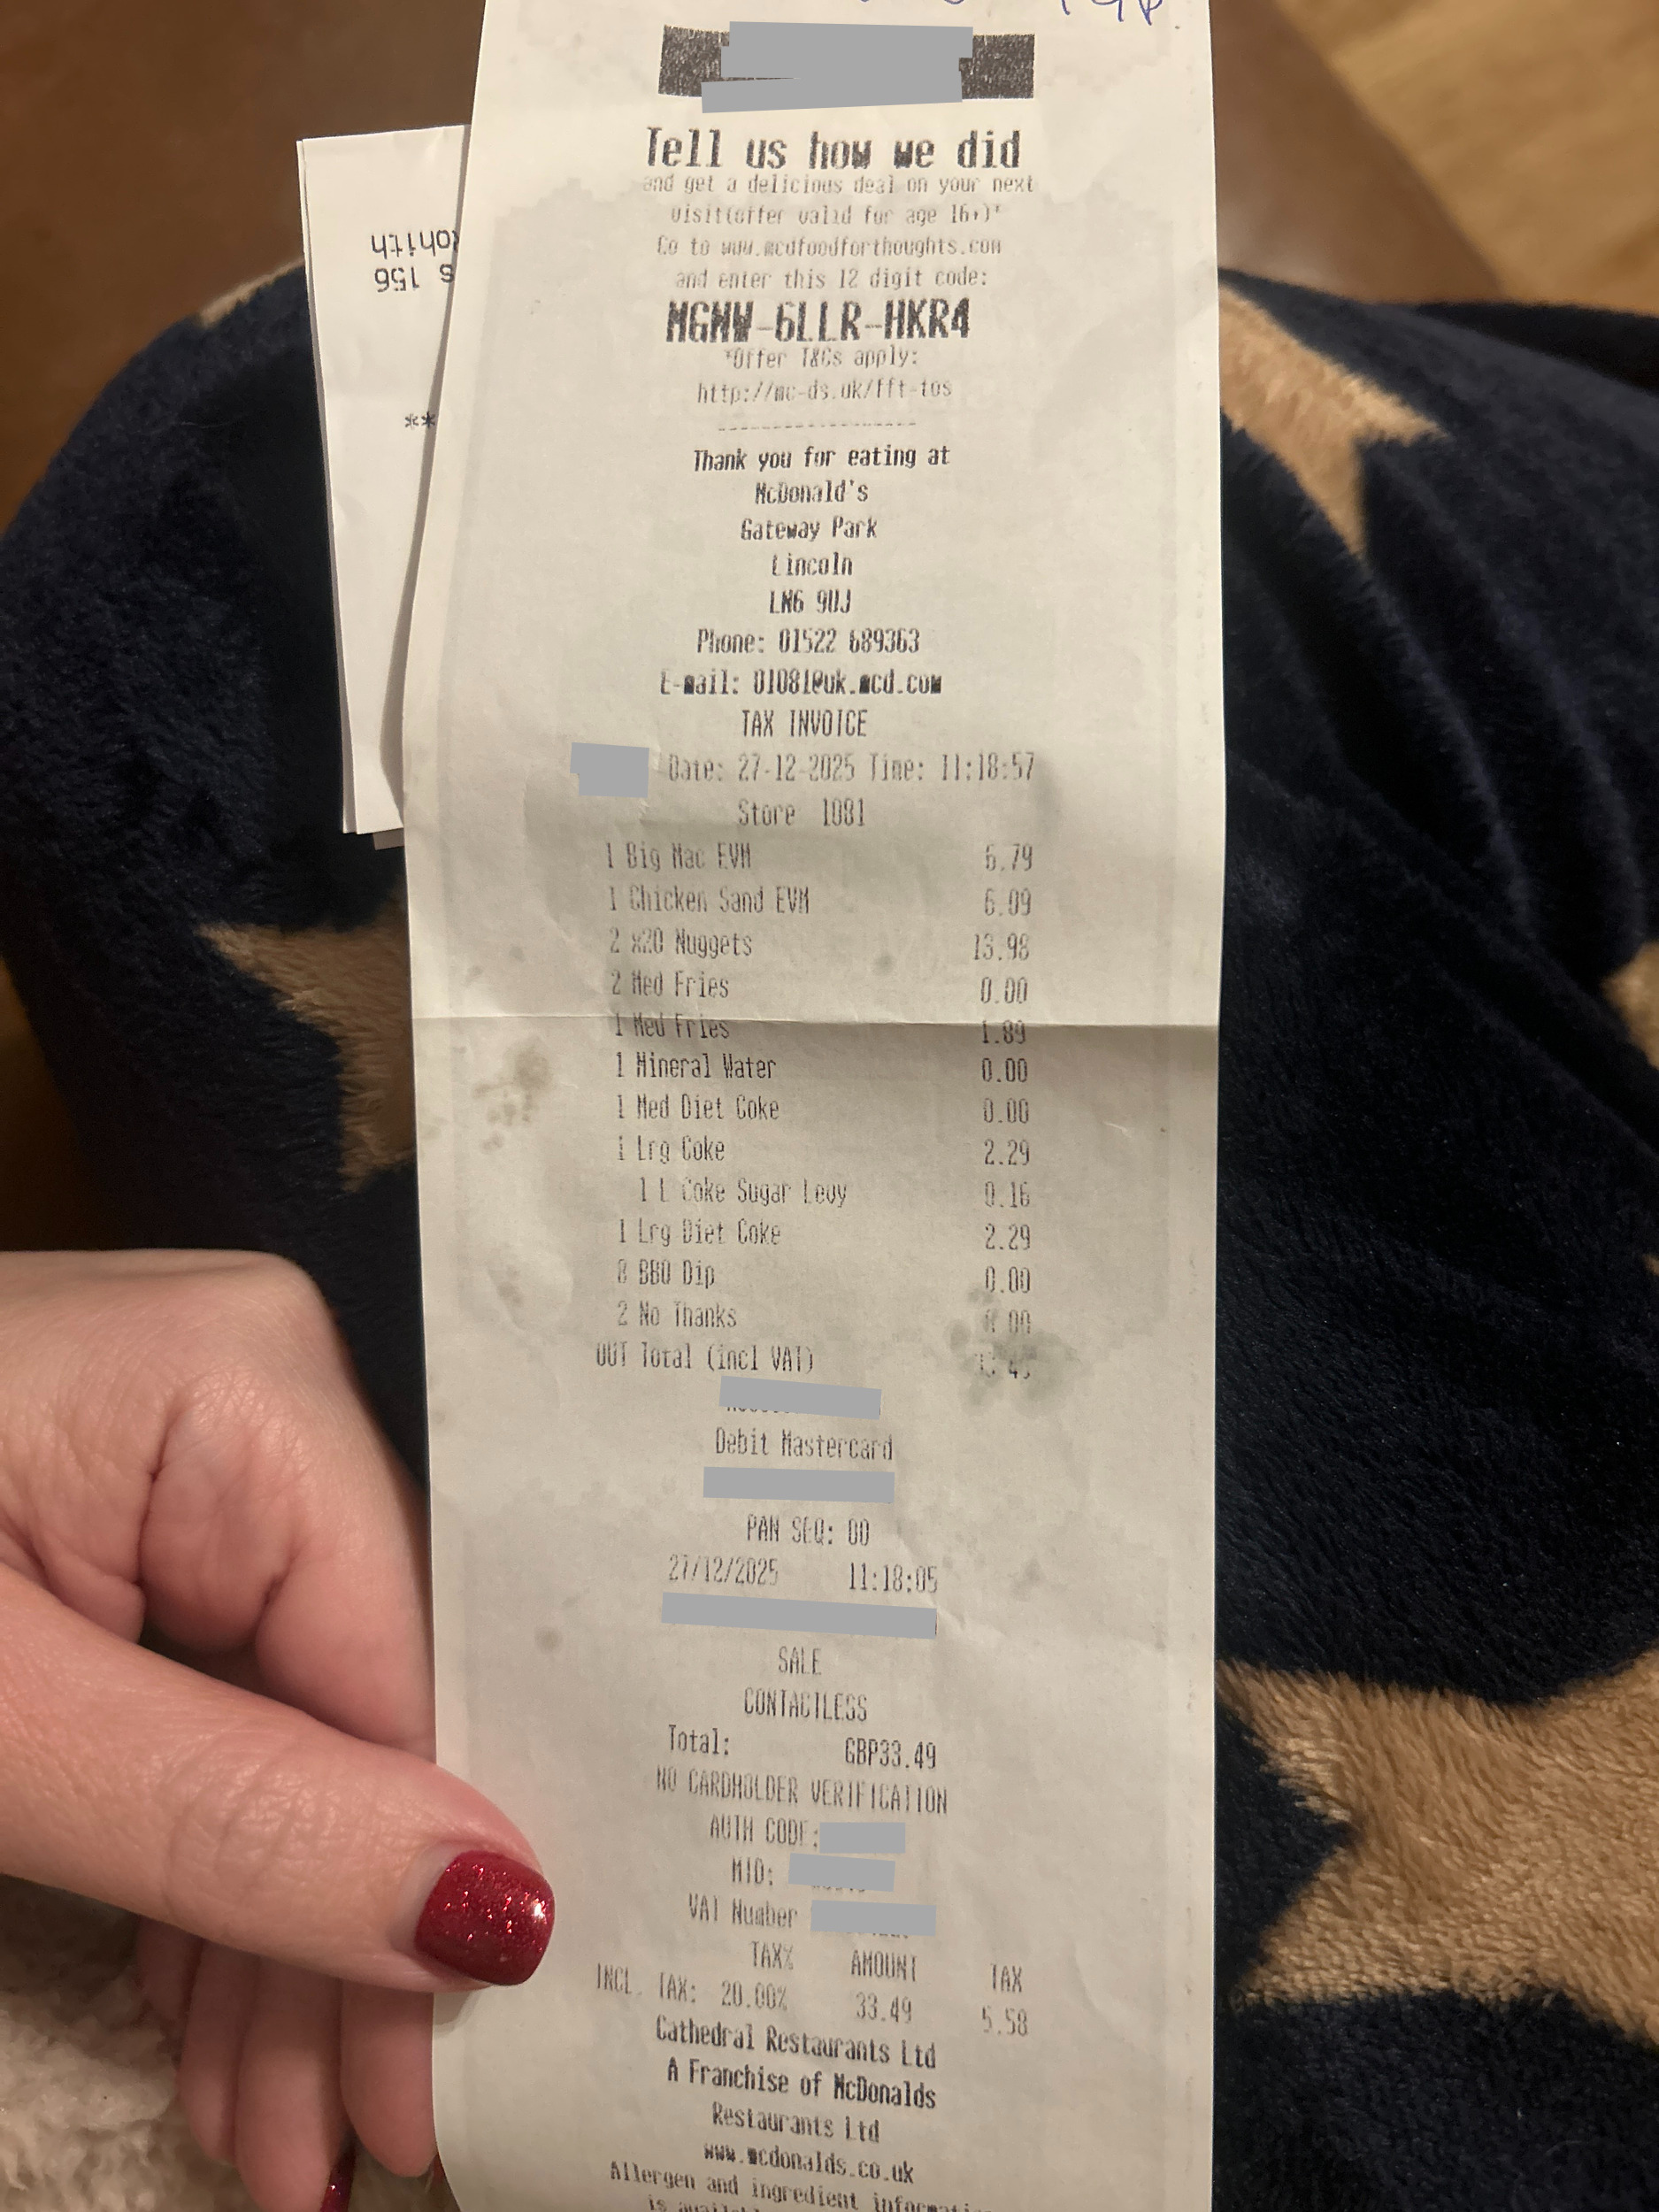 Tell us how we did
and get a delicious deal on your next
visit(offer valid for age 16+)*
Go to www.mcdfoodforthoughts.com
and enter this 12 digit code:
MGNW-6LLR-HKR4
*Offer T&Cs apply:
http://mc-ds.uk/fft-tos
Thank you for eating at
McDonald's
Gateway Park
Lincoln
LN6 9UJ
Phone: 01522 689363
E-mail: 01081@uk.mcd.com
TAX INVOICE
Date: 27-12-2025 Time: 11:18:57
Store 1081
1 Big Mac EVM 6.79
1 Chicken Sand EVM 6.09
2 x20 Nuggets 13.98
2 Med Fries 0.00
1 Med Fries 1.89
1 Mineral Water 0.00
1 Med Diet Coke 0.00
1 Lrg Coke 2.29
1 L Coke Sugar Levy 0.16
1 Lrg Diet Coke 2.29
8 BBQ Dip 0.00
2 No Thanks 0.00
OUT Total (incl VAT)
Debit Mastercard
PAN SEQ: 00
27/12/2025 11:18:05
SALE
CONTACTLESS
Total: GBP33.49
NO CARDHOLDER VERIFICATION
AUTH CODE:
MID:
VAT Number
TAX% AMOUNT TAX
INCL. TAX: 20.00% 33.49 5.58
Cathedral Restaurants Ltd
A Franchise of McDonalds
Restaurants Ltd
www.mcdonalds.co.uk
Allergen and ingredient
is
s 156
ohith
**